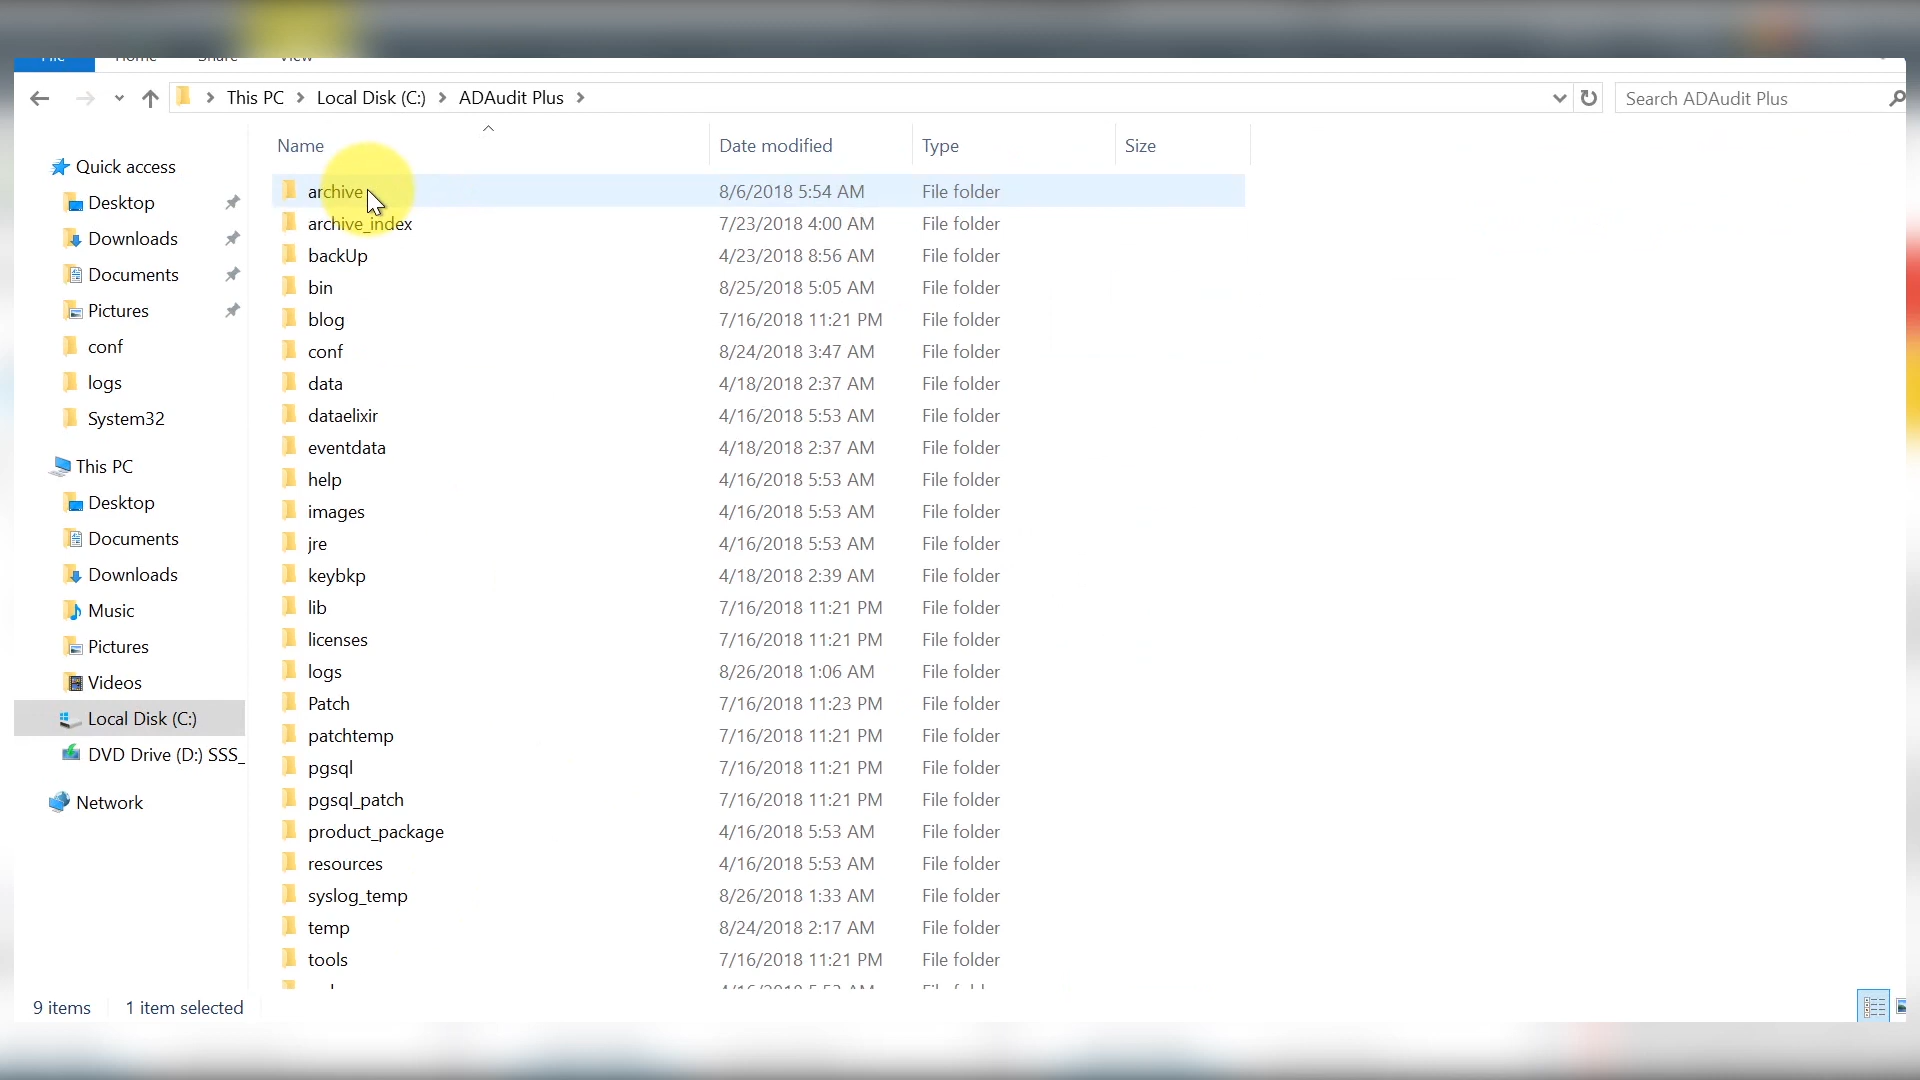 File Home Share View
This PC Local Disk (C:) ADAudit Plus
Search ADAudit Plus
Name Date modified Type Size
Quick access
Desktop
Downloads
Documents
Pictures
conf
logs
System32
This PC
Desktop
Documents
Downloads
Music
Pictures
Videos
Local Disk (C:)
DVD Drive (D:) SSS_
Network
archive 8/6/2018 5:54 AM File folder
archive_index 7/23/2018 4:00 AM File folder
backUp 4/23/2018 8:56 AM File folder
bin 8/25/2018 5:05 AM File folder
blog 7/16/2018 11:21 PM File folder
conf 8/24/2018 3:47 AM File folder
data 4/18/2018 2:37 AM File folder
dataelixir 4/16/2018 5:53 AM File folder
eventdata 4/18/2018 2:37 AM File folder
help 4/16/2018 5:53 AM File folder
images 4/16/2018 5:53 AM File folder
jre 4/16/2018 5:53 AM File folder
keybkp 4/18/2018 2:39 AM File folder
lib 7/16/2018 11:21 PM File folder
licenses 7/16/2018 11:21 PM File folder
logs 8/26/2018 1:06 AM File folder
Patch 7/16/2018 11:23 PM File folder
patchtemp 7/16/2018 11:21 PM File folder
pgsql 7/16/2018 11:21 PM File folder
pgsql_patch 7/16/2018 11:21 PM File folder
product_package 4/16/2018 5:53 AM File folder
resources 4/16/2018 5:53 AM File folder
syslog_temp 8/26/2018 1:33 AM File folder
temp 8/24/2018 2:17 AM File folder
tools 7/16/2018 11:21 PM File folder
9 items 1 item selected